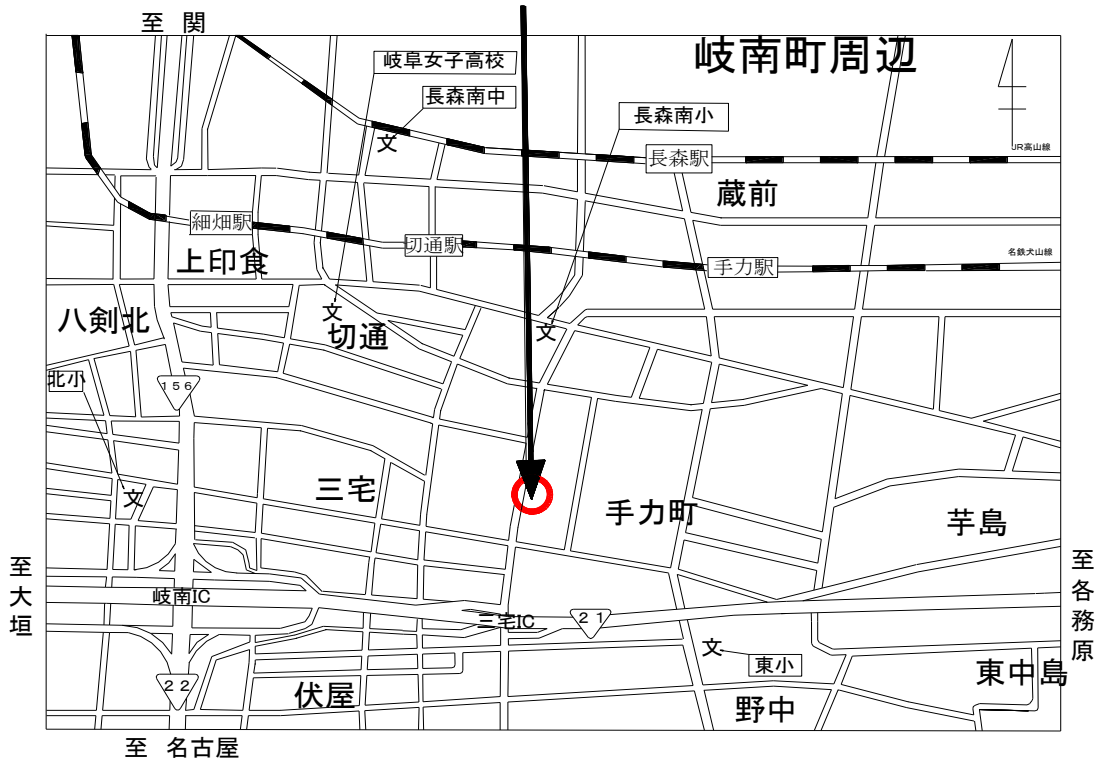 至 関
岐南町周辺
岐阜女子高校
長森南中
長森南小
文
JR高山線
長森駅
蔵前
細畑駅
切通駅
名鉄犬山線
手力駅
上印食
八剣北
文
切通
文
北小
156
三宅
文
手力町
芋島
至大垣
至各務原
岐南IC
三宅IC
21
文
東小
東中島
22
伏屋
野中
至 名古屋